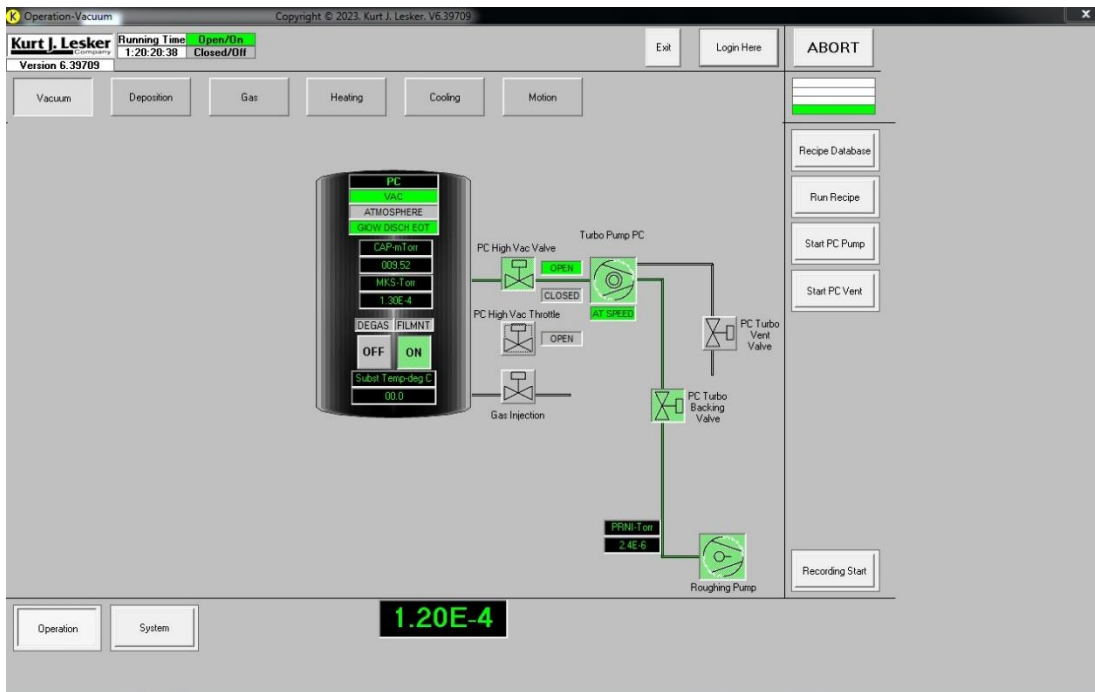 K Operation-Vacuum Copyright © 2023. Kurt J. Lesker. V6.39709 x
Kurt J. Lesker Company
Version 6.39709
Running Time Open/On
1:20:20:38 Closed/Off
Exit
Login Here
ABORT
Vacuum Deposition Gas Heating Cooling Motion
Recipe Database
Run Recipe
Start PC Pump
Start PC Vent
PC
VAC
ATMOSPHERE
GlOW DISCH EOT
CAP-mTorr
009.52
MKS-Torr
1.30E-4
DEGAS FILMNT
OFF ON
Subst Temp-deg C
00.0
PC High Vac Valve
OPEN
CLOSED
Turbo Pump PC
AT SPEED
PC High Vac Throttle
OPEN
Gas Injection
PC Turbo
Vent
Valve
PC Turbo
Backing
Valve
PRNI-Torr
2.4E-6
Roughing Pump
Recording Start
Operation System
1.20E-4